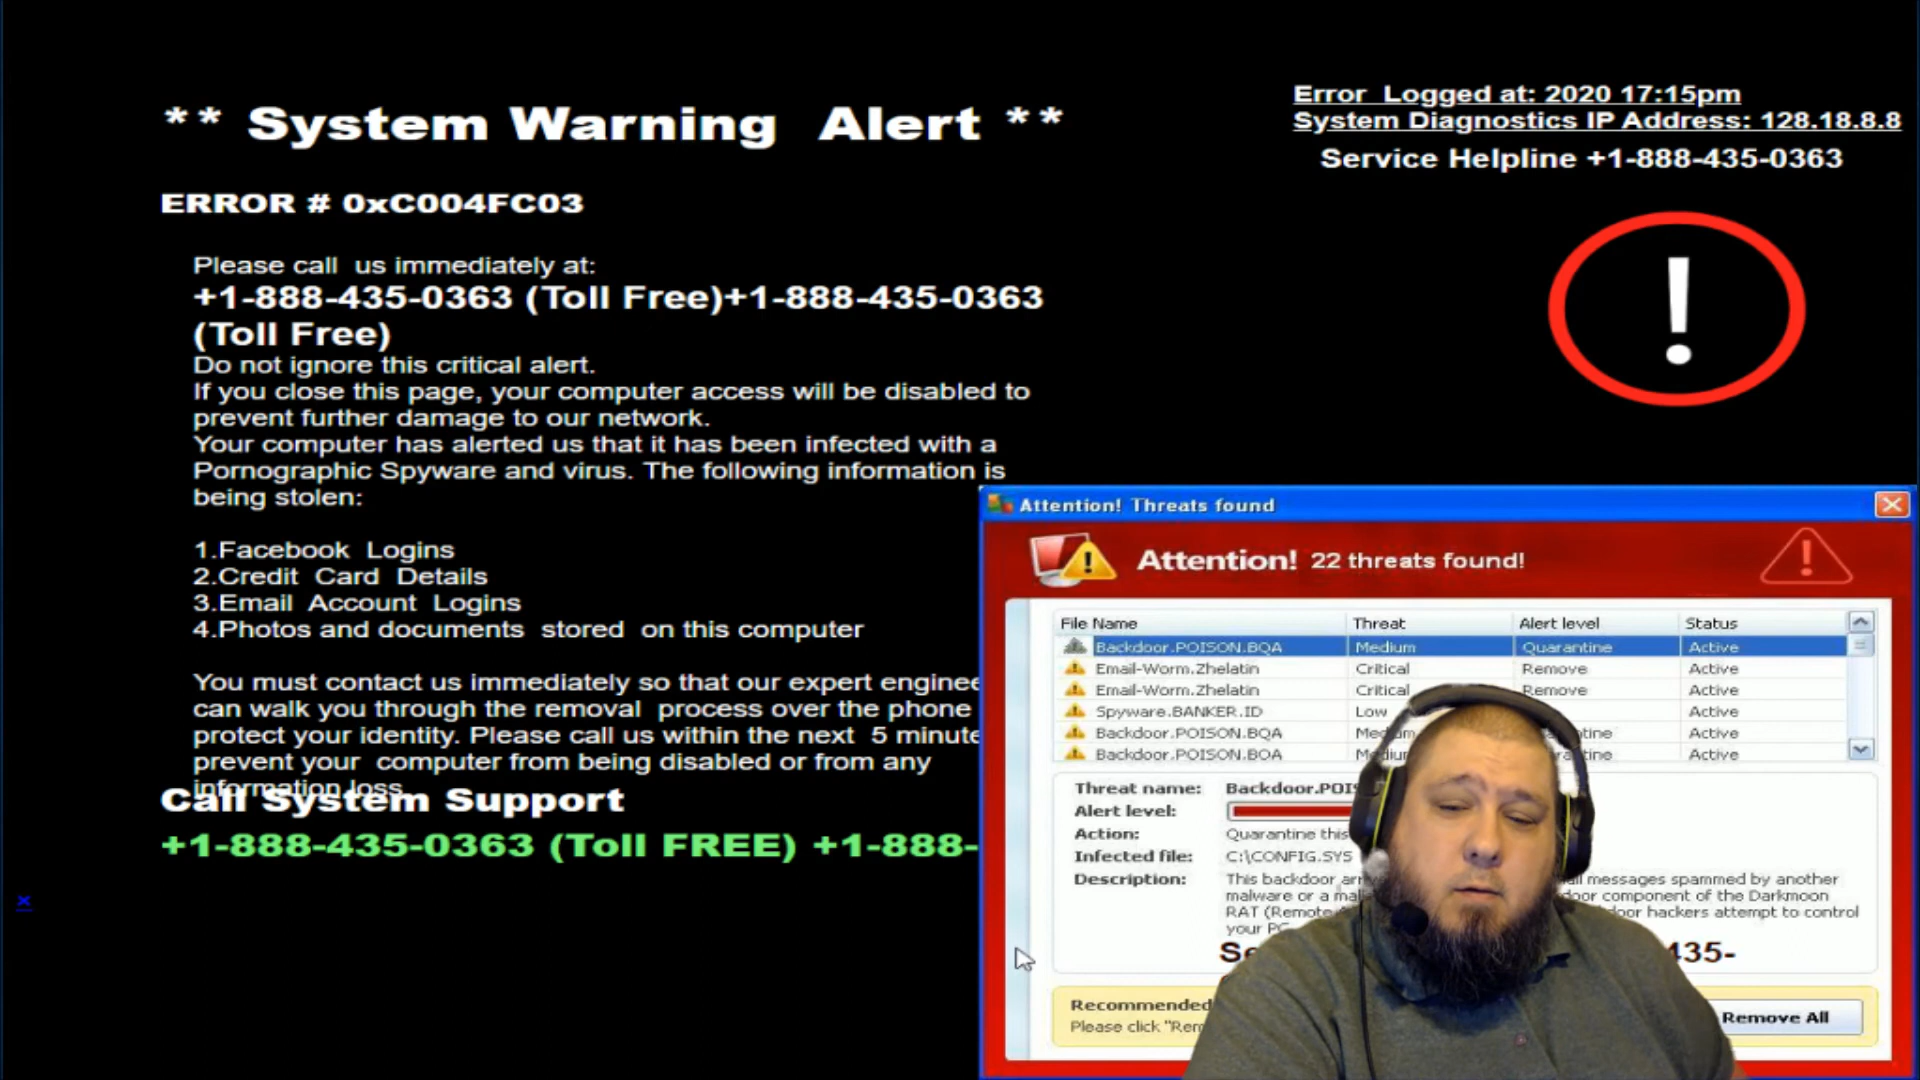 ** System Warning Alert **
Error Logged at: 2020 17:15pm
System Diagnostics IP Address: 128.18.8.8
Service Helpline +1-888-435-0363
ERROR # 0xC004FC03
Please call us immediately at:
+1-888-435-0363 (Toll Free)+1-888-435-0363
(Toll Free)
Do not ignore this critical alert.
If you close this page, your computer access will be disabled to
prevent further damage to our network.
Your computer has alerted us that it has been infected with a
Pornographic Spyware and virus. The following information is
being stolen:
1.Facebook Logins
2.Credit Card Details
3.Email Account Logins
4.Photos and documents stored on this computer
You must contact us immediately so that our expert enginee
can walk you through the removal process over the phone
protect your identity. Please call us within the next 5 minute
prevent your computer from being disabled or from any
information loss.
Call System Support
+1-888-435-0363 (Toll FREE) +1-888-
×
Attention! Threats found
Attention! 22 threats found!
File Name Threat Alert level Status
Backdoor.POISON.BQA Medium Quarantine Active
Email-Worm.Zhelatin Critical Remove Active
Email-Worm.Zhelatin Critical Remove Active
Spyware.BANKER.ID Low Active
Backdoor.POISON.BQA Medium Active
Backdoor.POISON.BOA Medium Active
Threat name: Backdoor.POIS
Alert level:
Action: Quarantine this
Infected file: C:\CONFIG.SYS
Description: This backdoor messages spammed by another
malware or a component of the Darkmoon
RAT (Remote hackers attempt to control
your PC
435-
Recommended
Please click "Rem
Remove All